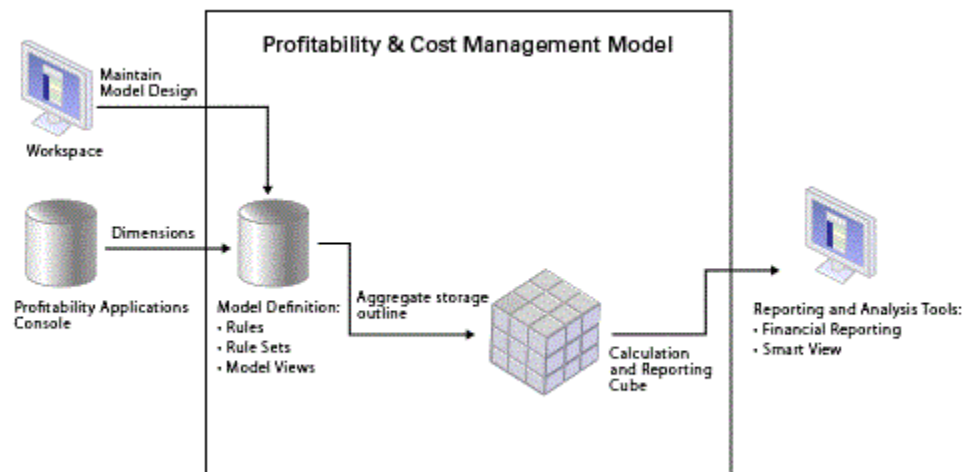 Profitability & Cost Management Model
Maintain
Model Design
Workspace
Dimensions
Profitability Applications
Console
Model Definition:
• Rules
• Rule Sets
• Model Views
Aggregate storage
outline
Calculation
and Reporting
Cube
Reporting and Analysis Tools:
• Financial Reporting
• Smart View